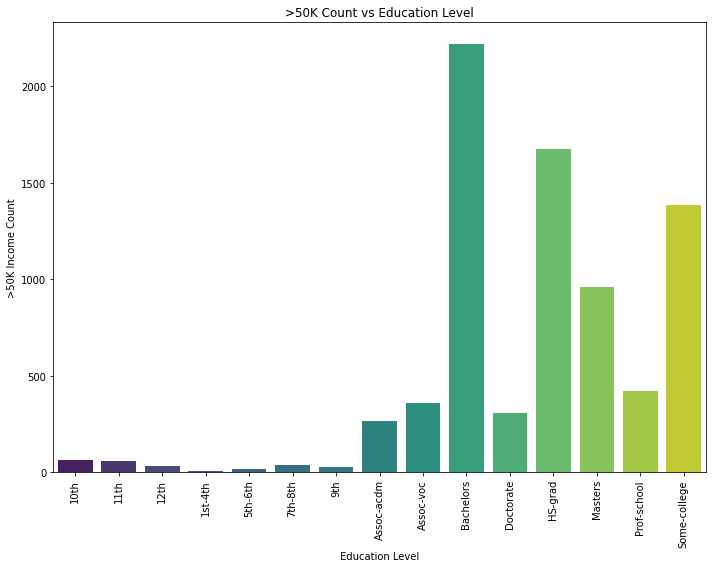 >50K Count vs Education Level
2000
1500
1000
500
0
>50K Income Count
10th
11th
12th
1st-4th
5th-6th
7th-8th
9th
Assoc-acdm
Assoc-voc
Bachelors
Doctorate
HS-grad
Masters
Prof-school
Some-college
Education Level